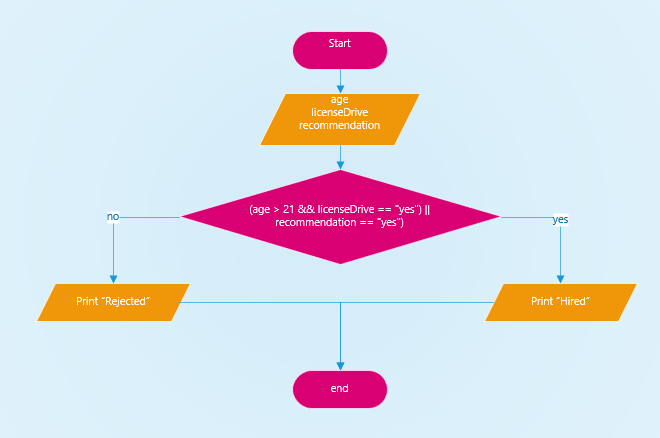 Start
age
licenseDrive
recommendation
(age > 21 && licenseDrive == "yes") ||
recommendation == "yes")
no
yes
Print "Rejected"
Print "Hired"
end